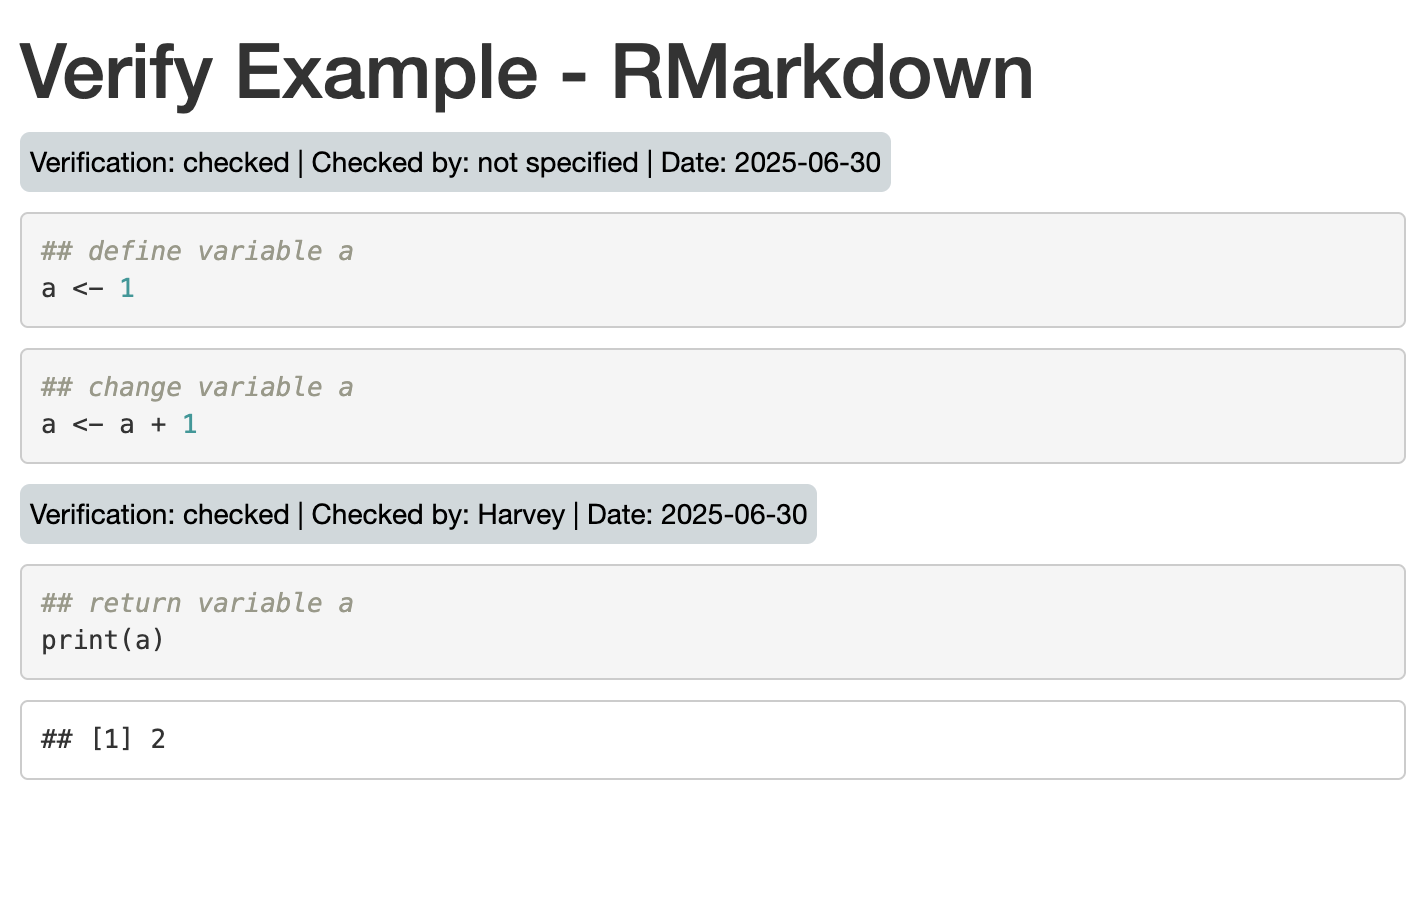 Verify Example - RMarkdown
Verification: checked | Checked by: not specified | Date: 2025-06-30
## define variable a
a <- 1
## change variable a
a <- a + 1
Verification: checked | Checked by: Harvey | Date: 2025-06-30
## return variable a
print(a)
## [1] 2